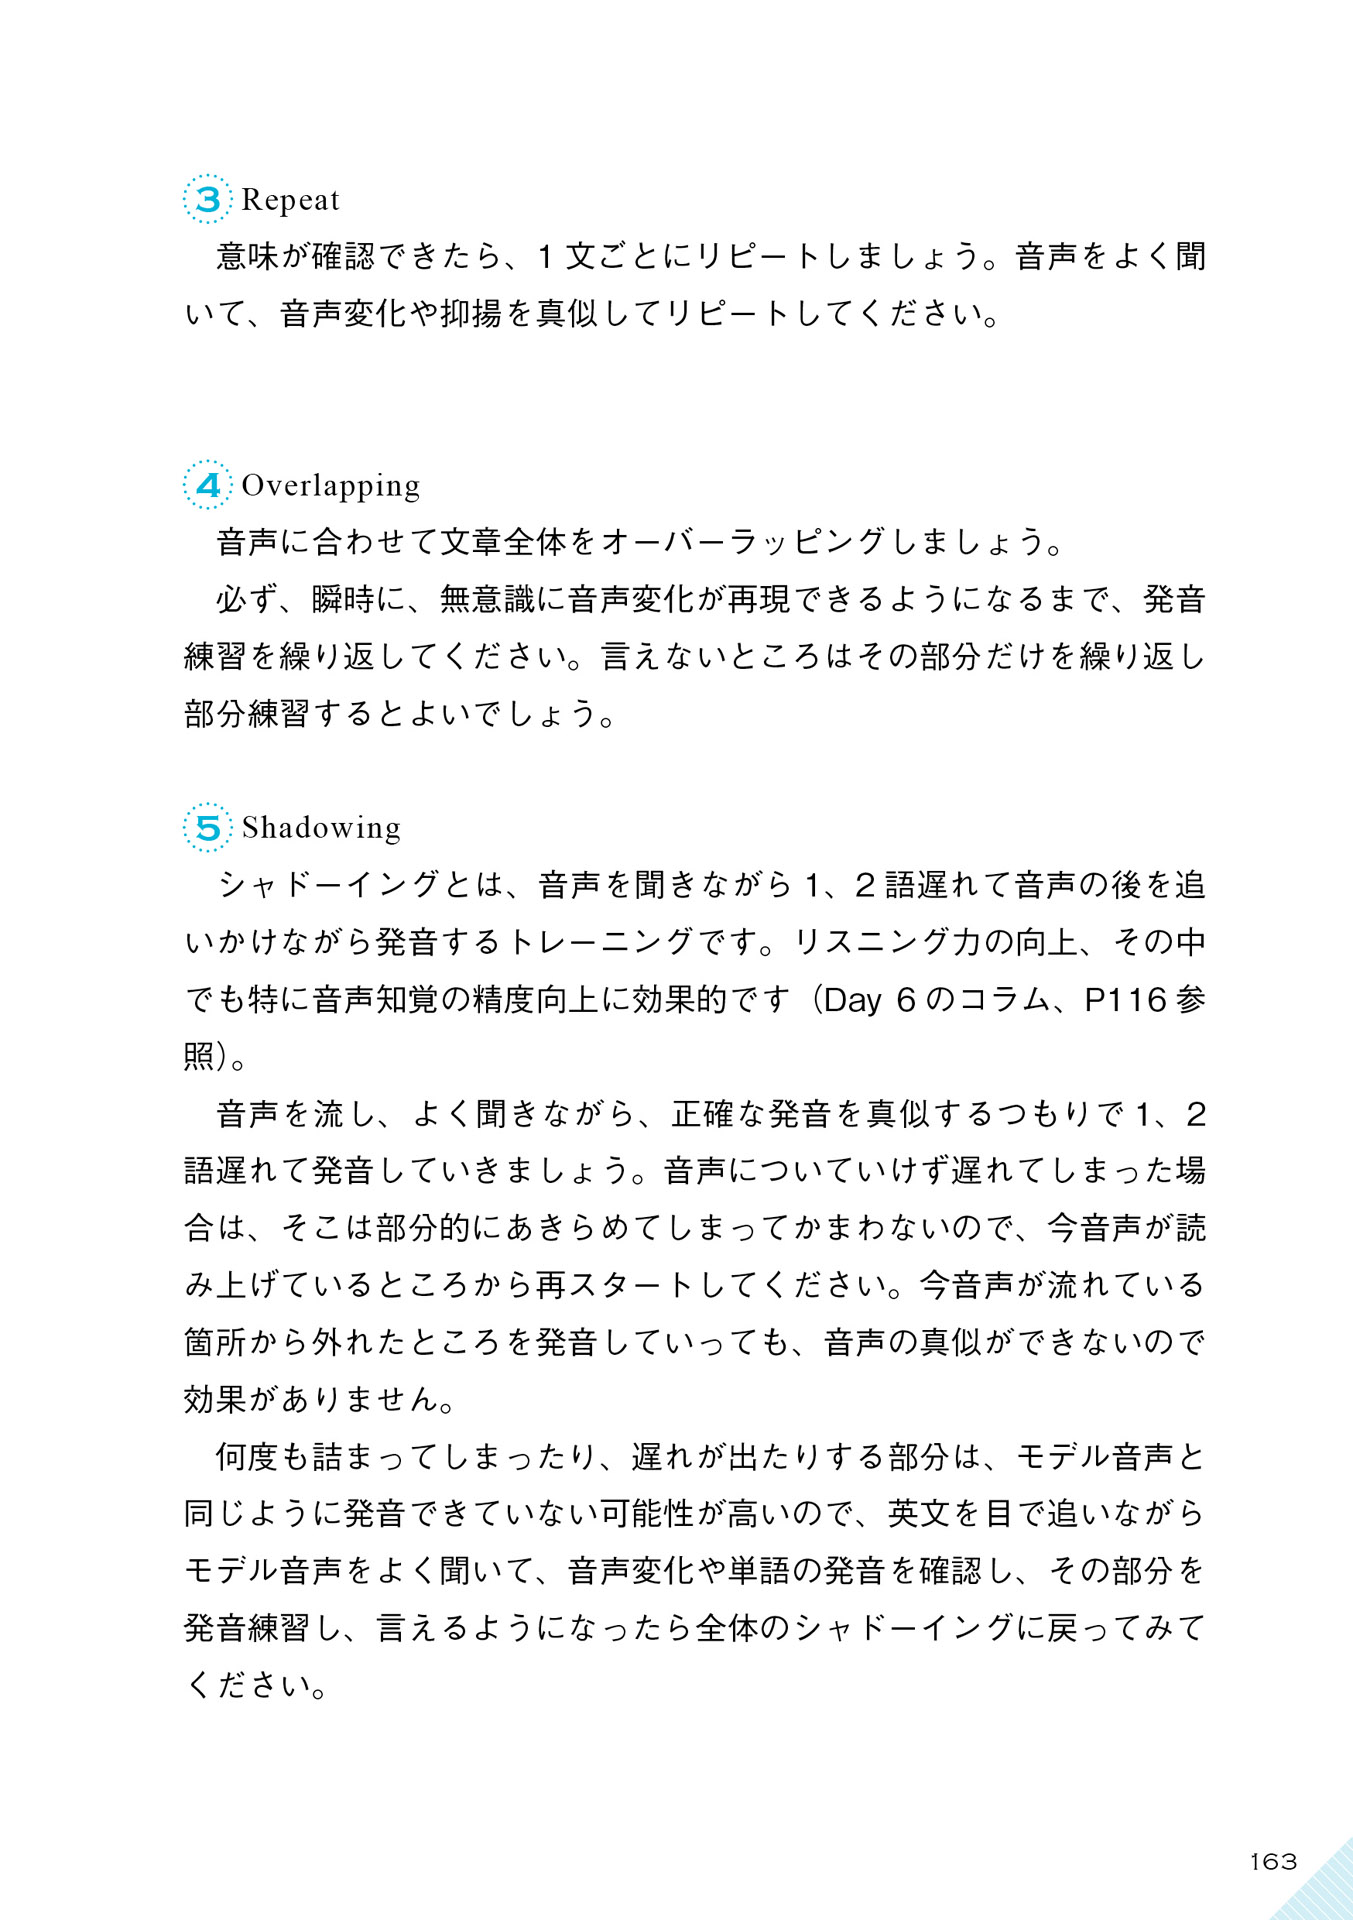 3 Repeat
意味が確認できたら、1文ごとにリピートしましょう。音声をよく聞
いて、音声変化や抑揚を真似してリピートしてください。
4 Overlapping
音声に合わせて文章全体をオーバーラッピングしましょう。
必ず、瞬時に、無意識に音声変化が再現できるようになるまで、発音
練習を繰り返してください。言えないところはその部分だけを繰り返し
部分練習するとよいでしょう。
5 Shadowing
シャドーイングとは、音声を聞きながら1、2語遅れて音声の後を追
いかけながら発音するトレーニングです。リスニング力の向上、その中
でも特に音声知覚の精度向上に効果的です（Day 6のコラム、P116参
照）。
音声を流し、よく聞きながら、正確な発音を真似するつもりで1、2
語遅れて発音していきましょう。音声についていけず遅れてしまった場
合は、そこは部分的にあきらめてしまってかまわないので、今音声が読
み上げているところから再スタートしてください。今音声が流れている
箇所から外れたところを発音していっても、音声の真似ができないので
効果がありません。
何度も詰まってしまったり、遅れが出たりする部分は、モデル音声と
同じように発音できていない可能性が高いので、英文を目で追いながら
モデル音声をよく聞いて、音声変化や単語の発音を確認し、その部分を
発音練習し、言えるようになったら全体のシャドーイングに戻ってみて
ください。
163